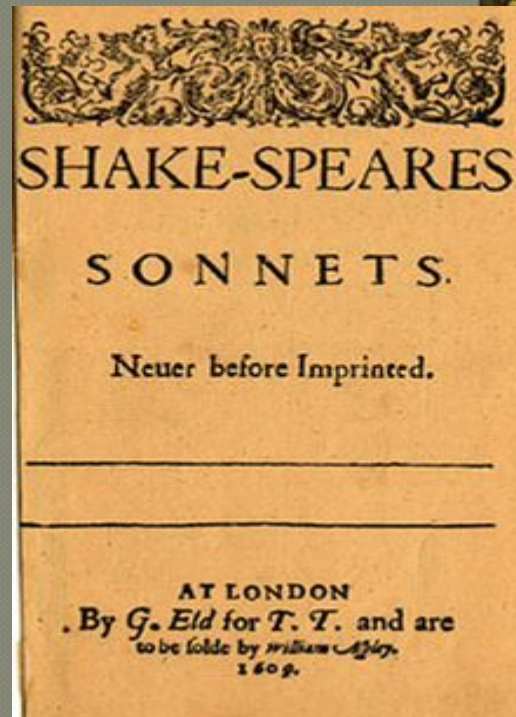 SHAKE-SPEARES
SONNETS.
Neuer before Imprinted.
AT LONDON
By G. Eld for T. T. and are
to be solde by William Aspley.
1609.